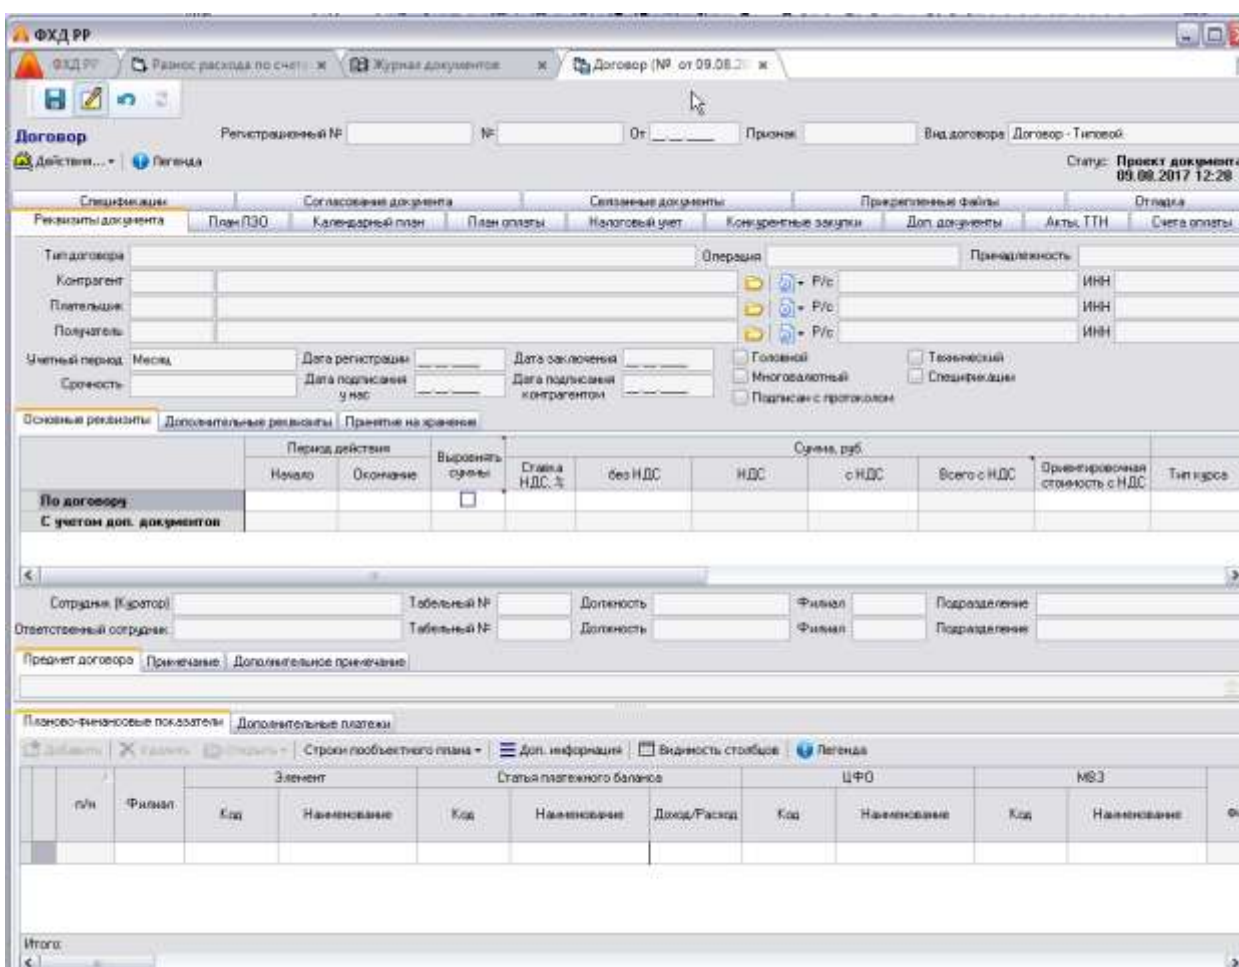 ФХД РР
ФХД РР Разнос расхода по счет... Журнал документов Договор (№ от 09.08.20
Договор Регистрационный № № От Признак Вид договора Договор - Типовой
Действия... Легенда Статус: Проект документа
09.08.2017 12:28
Спецификации Согласование документа Связанные документы Прикрепленные файлы Отладка
Реквизиты документа План ПЗО Календарный план План оплаты Налоговый учет Конкурентные закупки Доп. документы Акты, ТТН Счета оплаты
Тип договора Операция Принадлежность
Контрагент Р/с ИНН
Плательщик Р/с ИНН
Получатель Р/с ИНН
Учетный период Месяц Дата регистрации Дата заключения Головной Технический
Срочность Дата подписания у нас Дата подписания контрагентом Многовалютный Спецификации
Подписан с протоколом
Основные реквизиты Дополнительные реквизиты Принятие на хранение
Период действия Выровнять суммы Сумма, руб.
Начало Окончание Ставка НДС, % без НДС НДС с НДС Всего с НДС Ориентировочная стоимость с НДС Тип курса
По договору
С учетом доп. документов
Сотрудник (Куратор) Табельный № Должность Филиал Подразделение
Ответственный сотрудник Табельный № Должность Филиал Подразделение
Предмет договора Примечание Дополнительное примечание
Планово-финансовые показатели Дополнительные платежи
Добавить Удалить Открыть Строки пообъектного плана Доп. информация Видимость столбцов Легенда
Элемент Статья платежного баланса ЦФО МВЗ
п/н Филиал Код Наименование Код Наименование Доход/Расход Код Наименование Код Наименование
Итого: